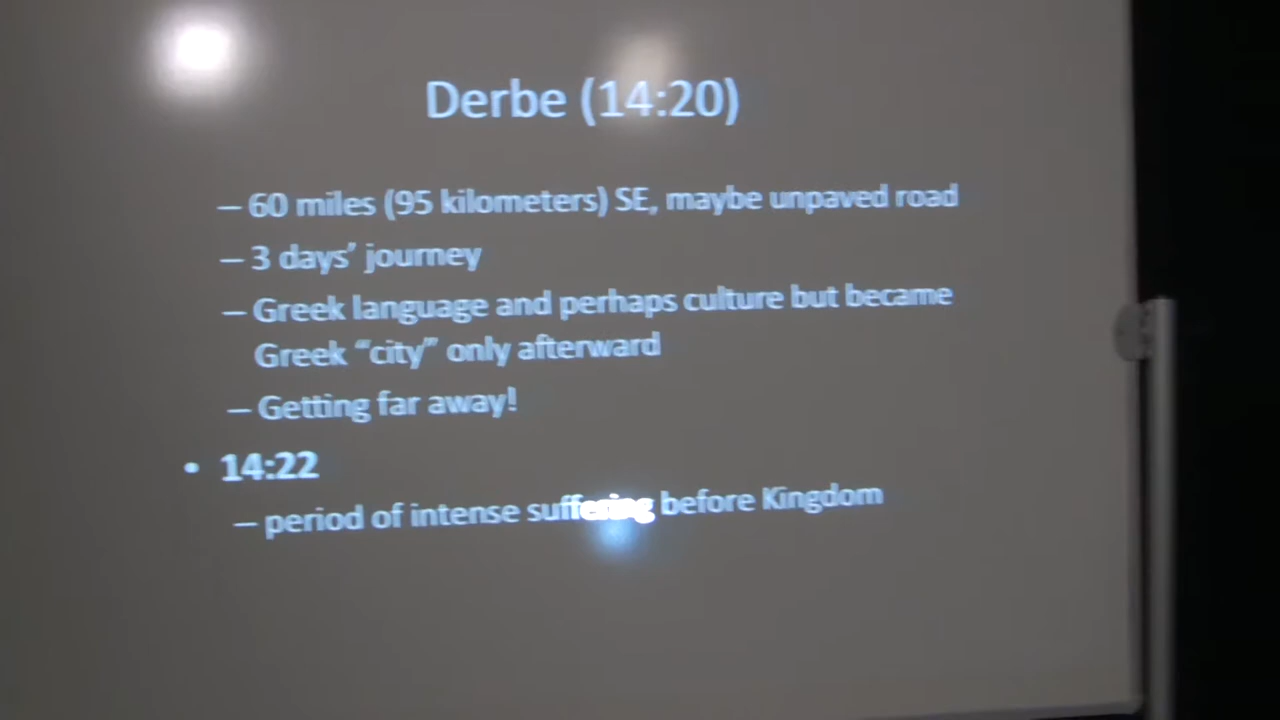 Derbe (14:20)
– 60 miles (95 kilometers) SE, maybe unpaved road
– 3 days’ journey
– Greek language and perhaps culture but became
Greek “city” only afterward
– Getting far away!
• 14:22
– period of intense suffering before Kingdom